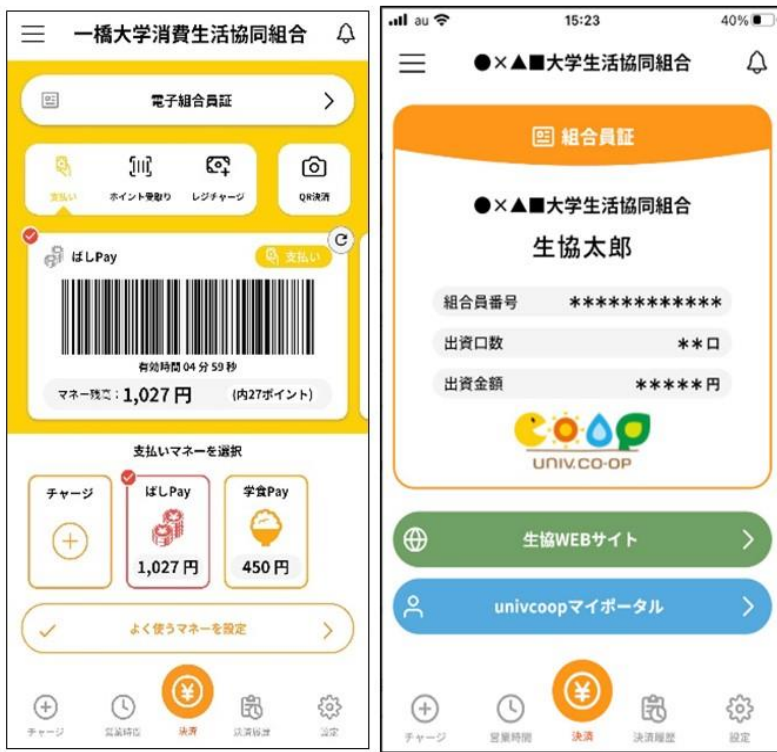 一橋大学消費生活協同組合
電子組合員証
支払い
ポイント受取り
レジチャージ
QR決済
ばしPay
支払い
有効時間 04 分 59 秒
マネー残高：1,027 円 (内27ポイント)
支払いマネーを選択
チャージ
ばしPay
1,027 円
学食Pay
450 円
よく使うマネーを設定
チャージ
営業時間
決済
決済履歴
設定
au
15:23
40%
●×▲■大学生活協同組合
組合員証
●×▲■大学生活協同組合
生協太郎
組合員番号 ************
出資口数 **口
出資金額 *****円
UNIV.CO-OP
生協WEBサイト
univcoopマイポータル
チャージ
営業時間
決済
決済履歴
設定